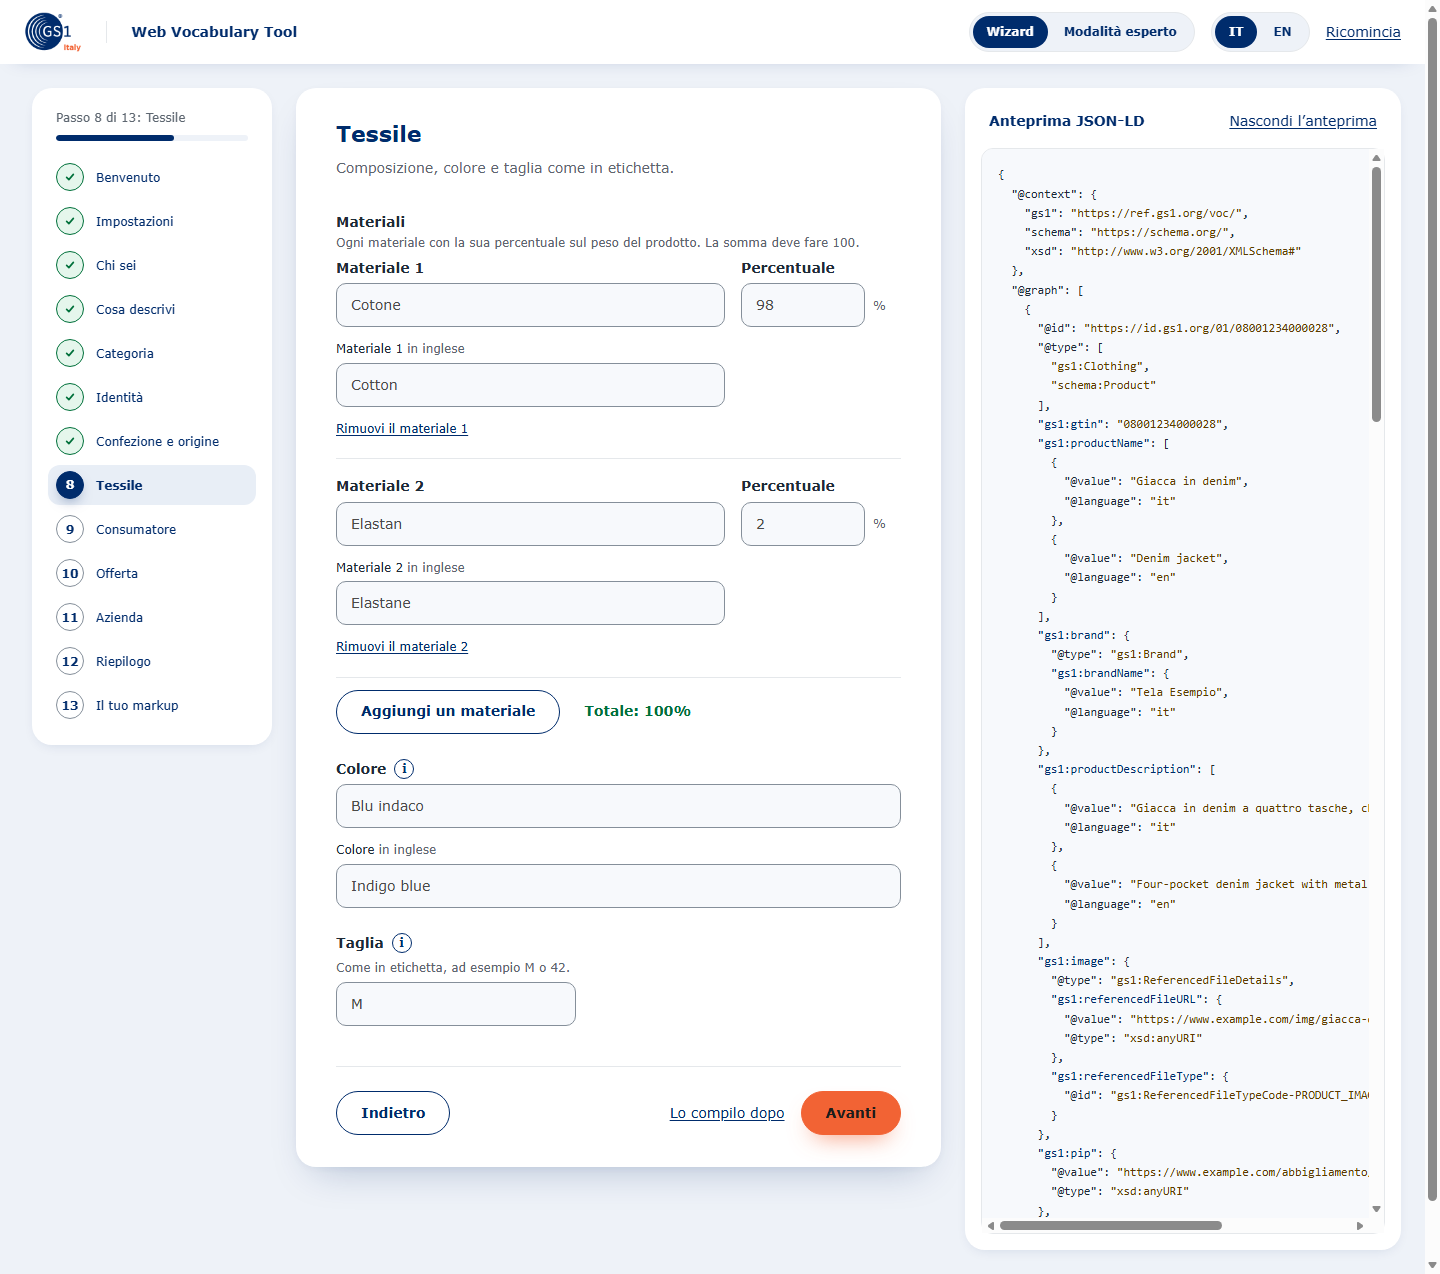 GS1
Italy
Web Vocabulary Tool
Wizard
Modalità esperto
IT
EN
Ricomincia
Passo 8 di 13: Tessile
Benvenuto
Impostazioni
Chi sei
Cosa descrivi
Categoria
Identità
Confezione e origine
8 Tessile
9 Consumatore
10 Offerta
11 Azienda
12 Riepilogo
13 Il tuo markup
Tessile
Composizione, colore e taglia come in etichetta.
Materiali
Ogni materiale con la sua percentuale sul peso del prodotto. La somma deve fare 100.
Materiale 1 Percentuale
Cotone 98 %
Materiale 1 in inglese
Cotton
Rimuovi il materiale 1
Materiale 2 Percentuale
Elastan 2 %
Materiale 2 in inglese
Elastane
Rimuovi il materiale 2
Aggiungi un materiale Totale: 100%
Colore i
Blu indaco
Colore in inglese
Indigo blue
Taglia i
Come in etichetta, ad esempio M o 42.
M
Indietro
Lo compilo dopo
Avanti
Anteprima JSON-LD
Nascondi l’anteprima
{
"@context": {
"gs1": "https://ref.gs1.org/voc/",
"schema": "https://schema.org/",
"xsd": "http://www.w3.org/2001/XMLSchema#"
},
"@graph": [
{
"@id": "https://id.gs1.org/01/08001234000028",
"@type": [
"gs1:Clothing",
"schema:Product"
],
"gs1:gtin": "08001234000028",
"gs1:productName": [
{
"@value": "Giacca in denim",
"@language": "it"
},
{
"@value": "Denim jacket",
"@language": "en"
}
],
"gs1:brand": {
"@type": "gs1:Brand",
"gs1:brandName": {
"@value": "Tela Esempio",
"@language": "it"
}
},
"gs1:productDescription": [
{
"@value": "Giacca in denim a quattro tasche,
"@language": "it"
},
{
"@value": "Four-pocket denim jacket with metal
"@language": "en"
}
],
"gs1:image": {
"@type": "gs1:ReferencedFileDetails",
"gs1:referencedFileURL": {
"@value": "https://www.example.com/img/giacca-
"@type": "xsd:anyURI"
},
"gs1:referencedFileType": {
"@id": "gs1:ReferencedFileTypeCode-PRODUCT_IMA
}
},
"gs1:pip": {
"@value": "https://www.example.com/abbigliamento/
"@type": "xsd:anyURI"
},